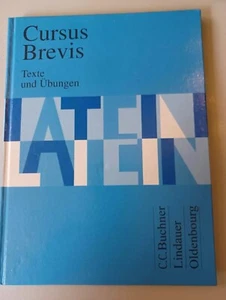 Cursus
Brevis
Texte
und Übungen
LATEIN
LATEIN
C.C. Buchner
Lindauer
Oldenbourg